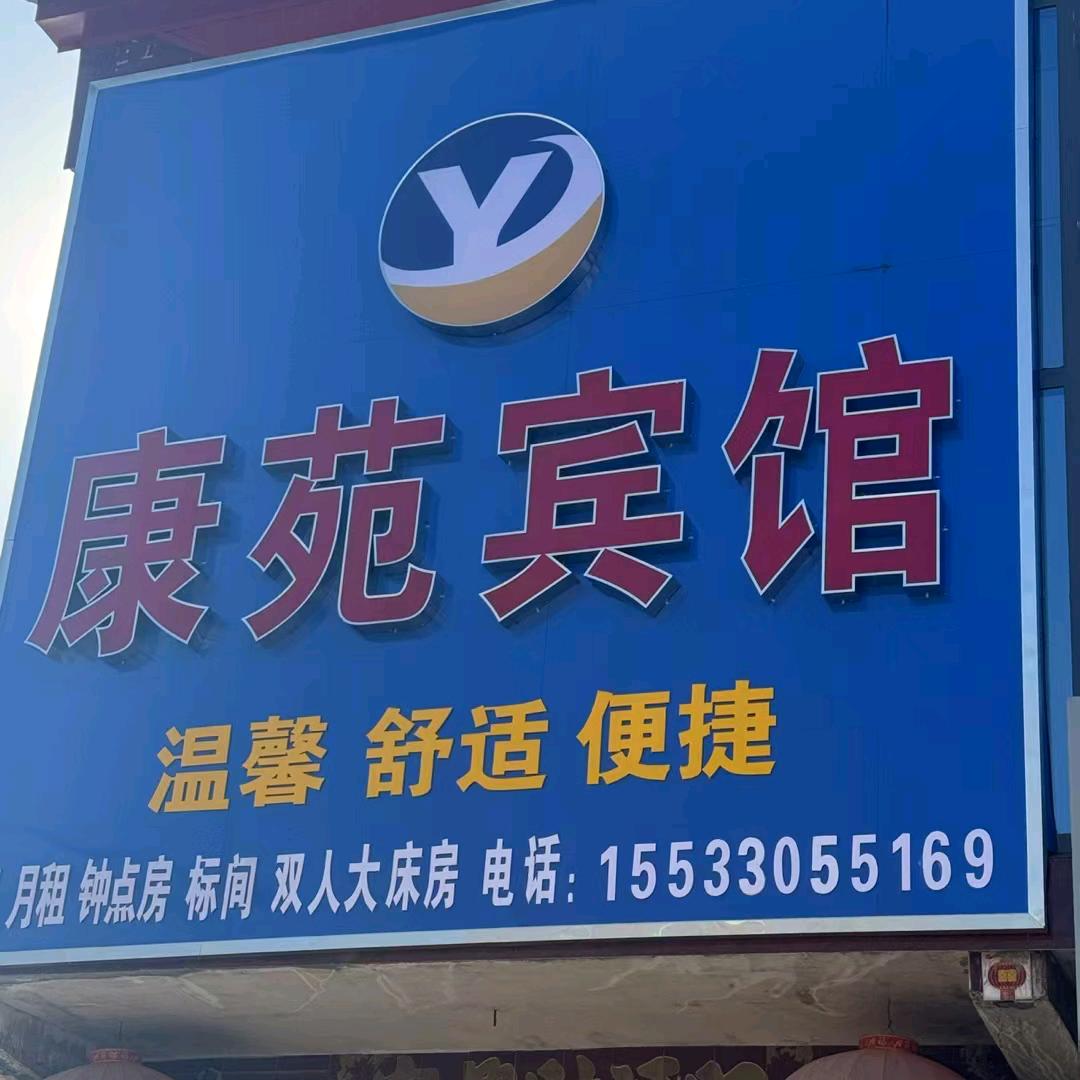 Y
康苑宾馆
温馨 舒适 便捷
月租 钟点房 标间 双人大床房 电话：15533055169